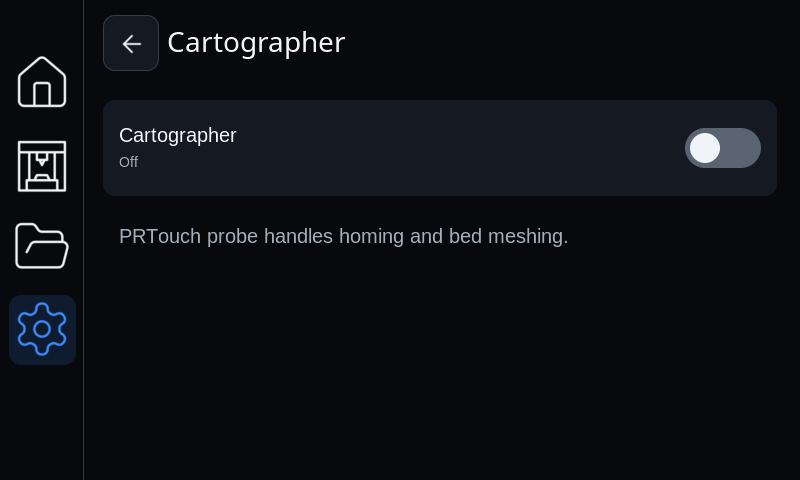 Cartographer
Cartographer
Off
PRTouch probe handles homing and bed meshing.